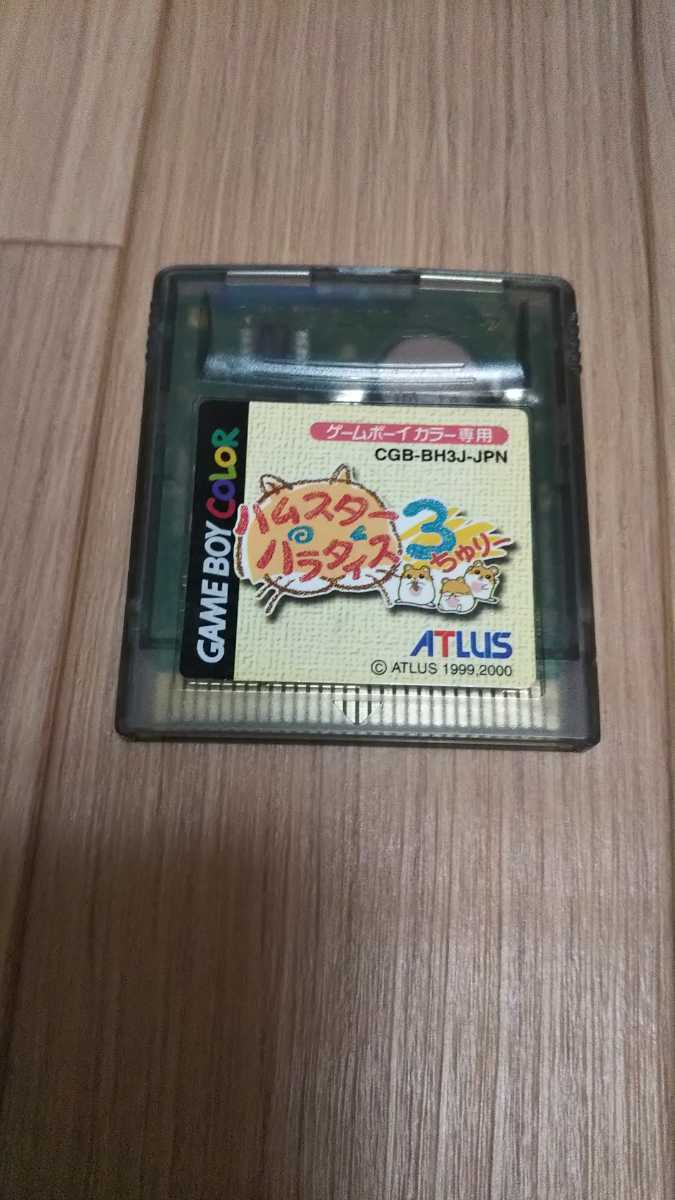 ゲームボーイカラー専用
CGB-BH3J-JPN
GAME BOY COLOR
ハムスター
パラダイス
3
ちゅりー
ATLUS
© ATLUS 1999,2000